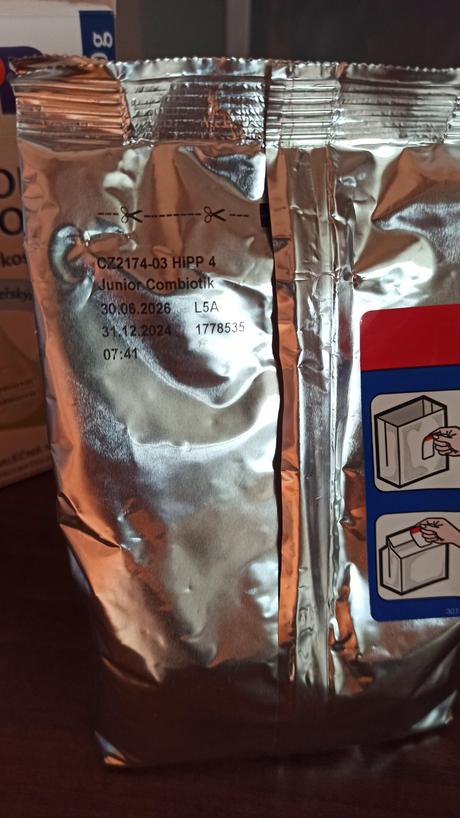 CZ2174-03 HiPP 4
Junior Combiotik
30.06.2026 L5A
31.12.2024 1778535
07:41